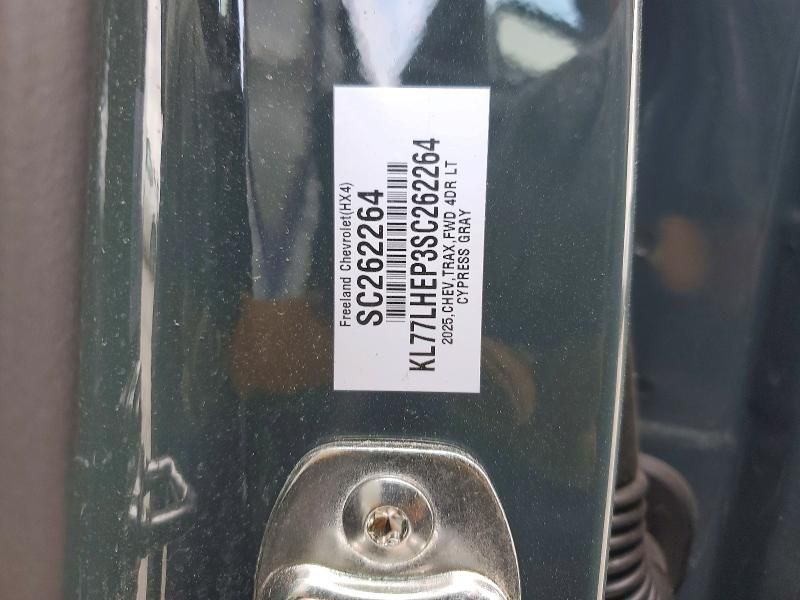 Freeland Chevrolet(HX4)
SC262264
KL77LHEP3SC262264
2025,CHEV,TRAX,FWD 4DR LT
CYPRESS GRAY